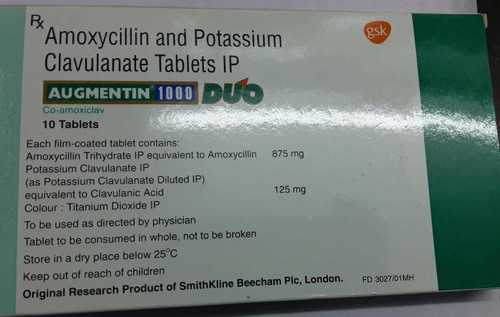 Rx Amoxycillin and Potassium
Clavulanate Tablets IP
gsk
AUGMENTIN® 1000 DUO
Co-amoxiclav
10 Tablets
Each film-coated tablet contains:
Amoxycillin Trihydrate IP equivalent to Amoxycillin 875 mg
Potassium Clavulanate IP
(as Potassium Clavulanate Diluted IP)
equivalent to Clavulanic Acid 125 mg
Colour : Titanium Dioxide IP
To be used as directed by physician
Tablet to be consumed in whole, not to be broken
Store in a dry place below 25°C
Keep out of reach of children
Original Research Product of SmithKline Beecham Plc, London. FD 3027/01MH